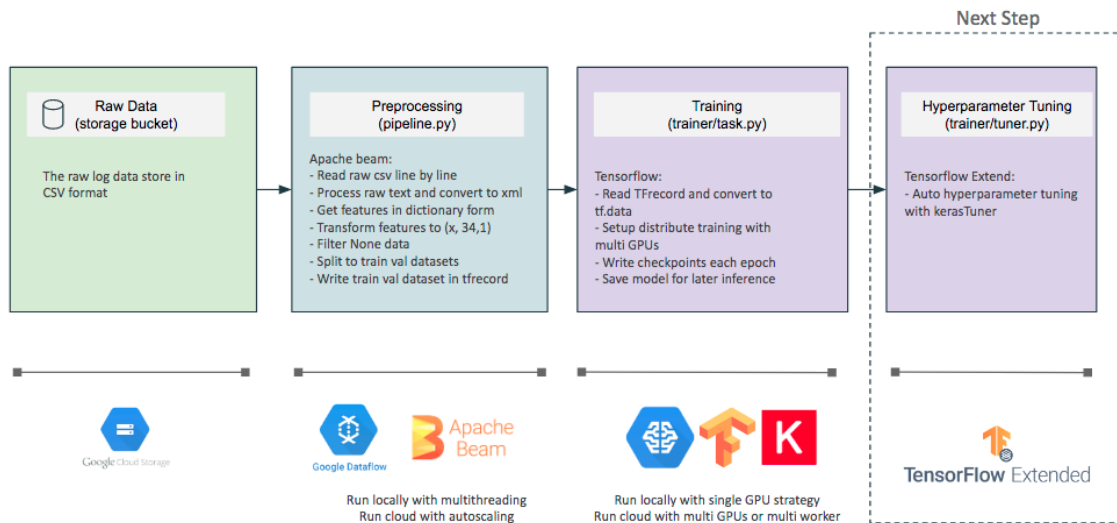 Next Step
Raw Data
(storage bucket)
The raw log data store in
CSV format
Preprocessing
(pipeline.py)
Apache beam:
- Read raw csv line by line
- Process raw text and convert to xml
- Get features in dictionary form
- Transform features to (x, 34,1)
- Filter None data
- Split to train val datasets
- Write train val dataset in tfrecord
Training
(trainer/task.py)
Tensorflow:
- Read TFrecord and convert to
tf.data
- Setup distribute training with
multi GPUs
- Write checkpoints each epoch
- Save model for later inference
Hyperparameter Tuning
(trainer/tuner.py)
Tensorflow Extend:
- Auto hyperparameter tuning
with kerasTuner
Google Cloud Storage
Google Dataflow
Apache
Beam
Run locally with multithreading
Run cloud with autoscaling
K
Run locally with single GPU strategy
Run cloud with multi GPUs or multi worker
TensorFlow Extended